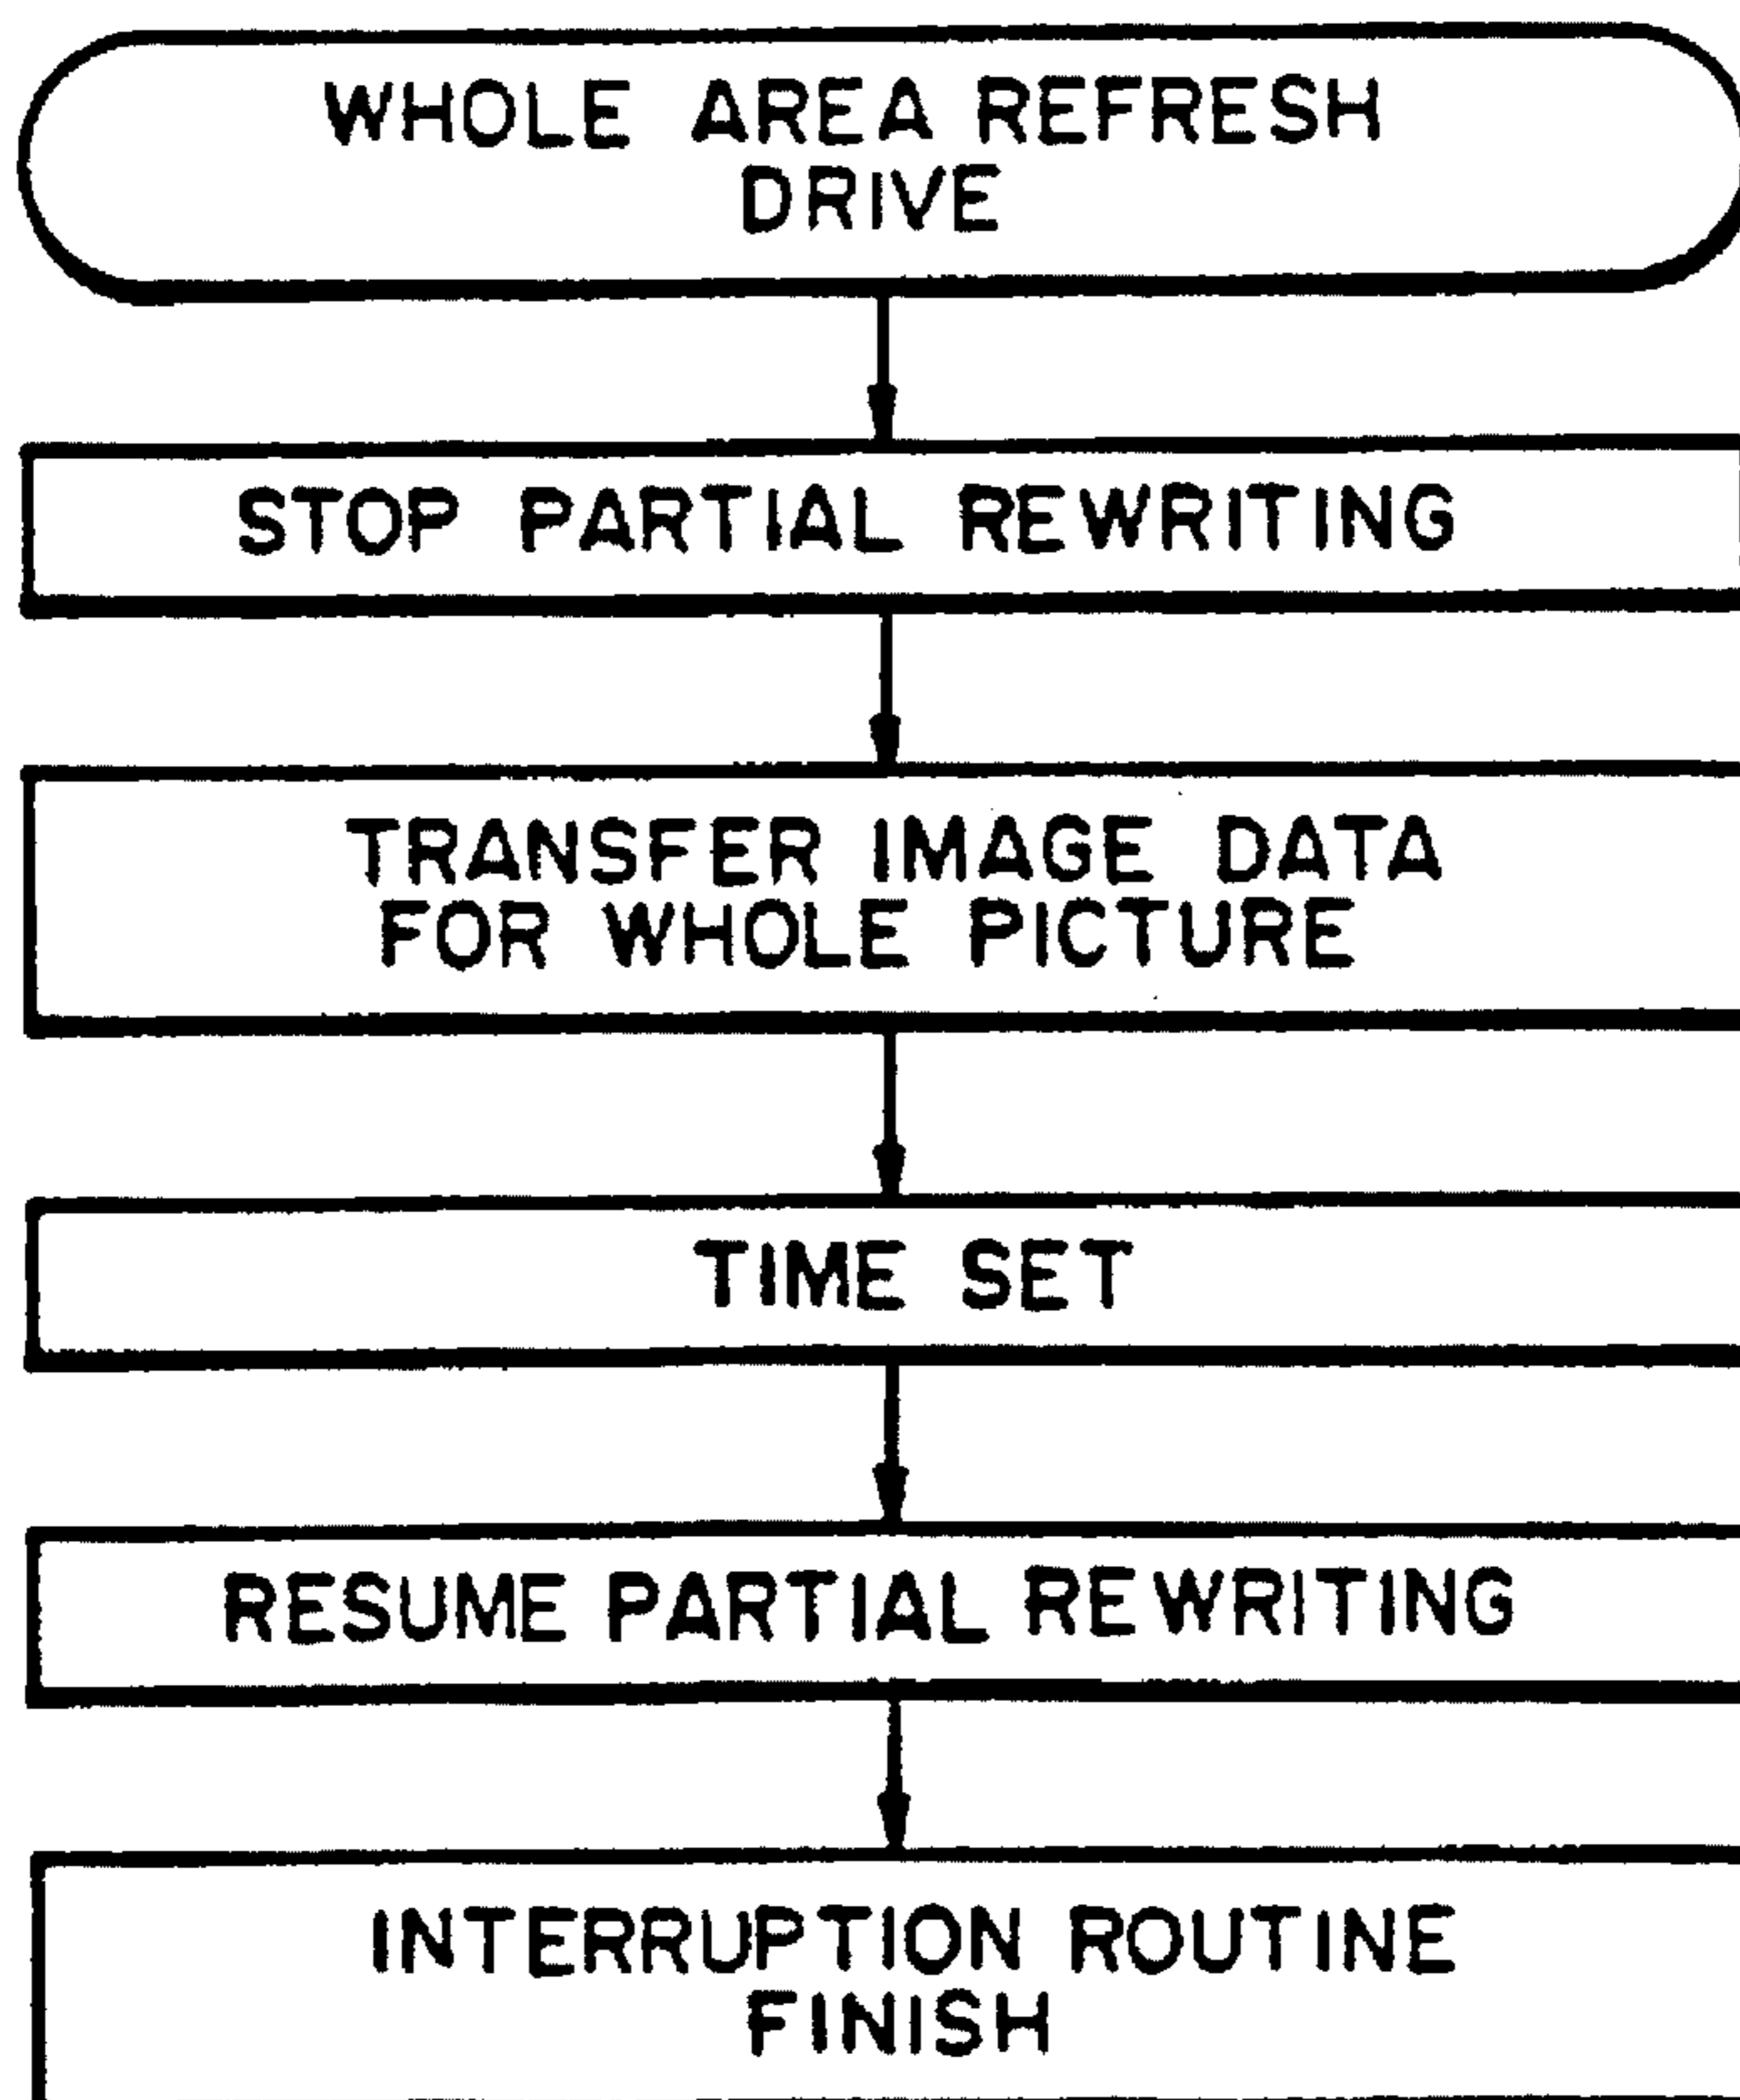 WHOLE AREA REFRESH
DRIVE
STOP PARTIAL REWRITING
TRANSFER IMAGE DATA
FOR WHOLE PICTURE
TIME SET
RESUME PARTIAL REWRITING
INTERRUPTION ROUTINE
FINISH